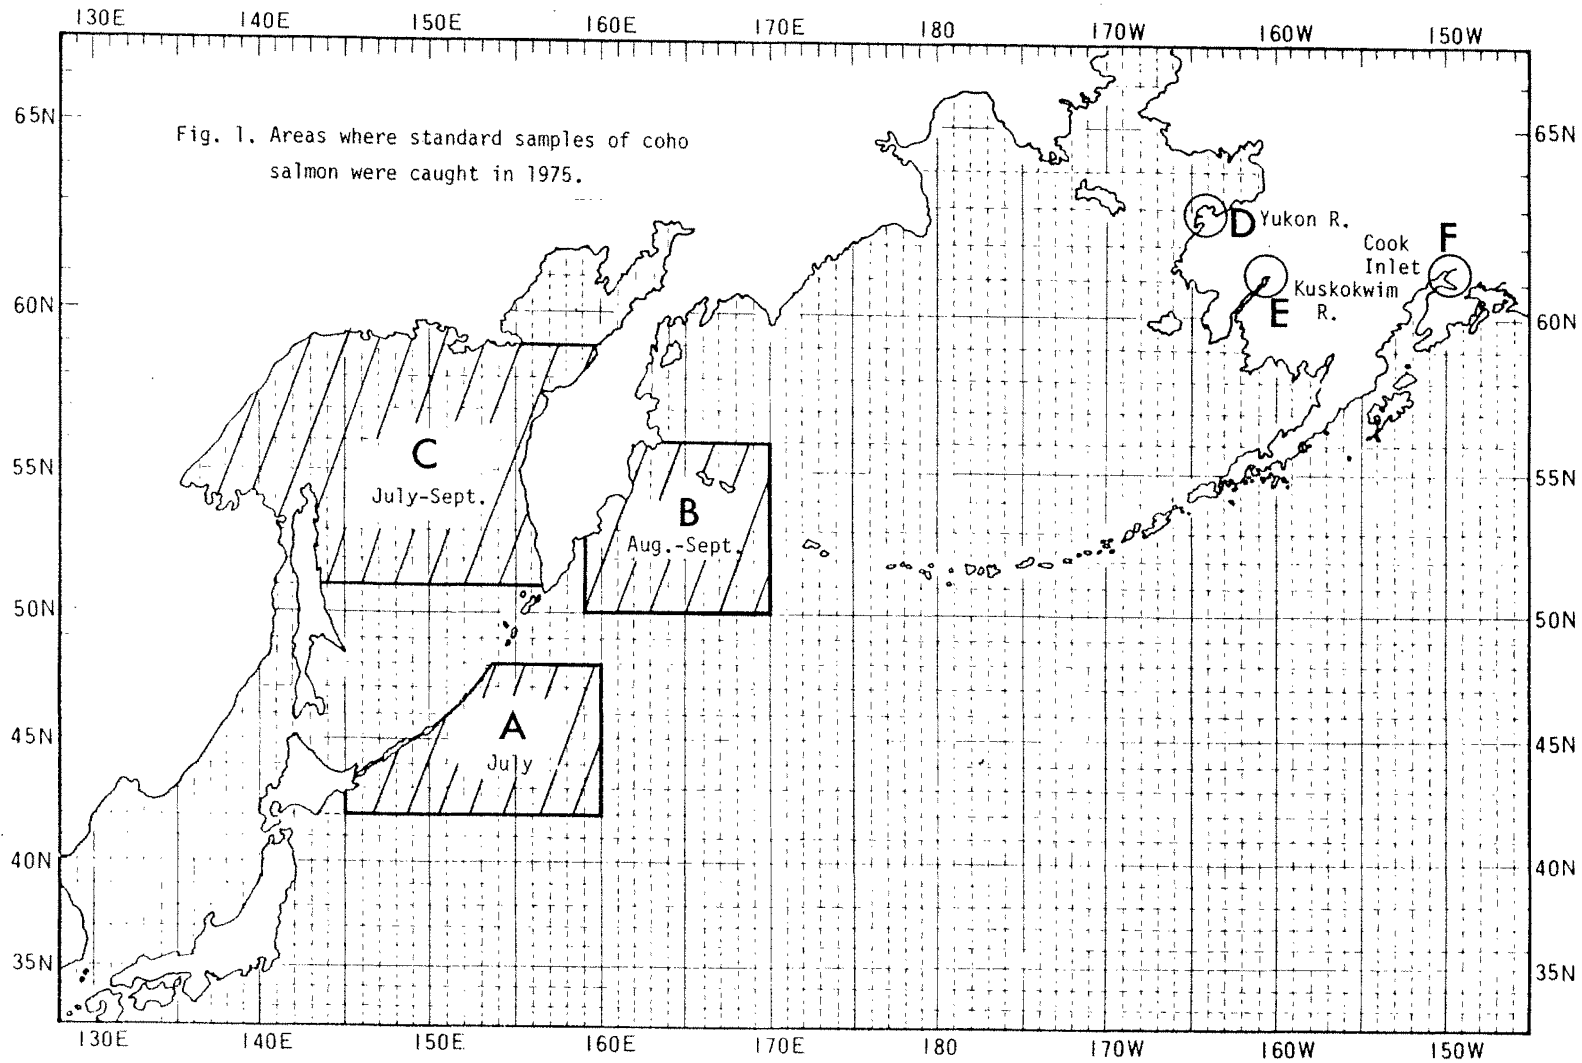 130E 140E 150E 160E 170E 180 170W 160W 150W
65N 65N
Fig. 1. Areas where standard samples of coho
salmon were caught in 1975.
D Yukon R.
F
Cook
Inlet
Kuskokwim
R.
E
60N 60N
C
July-Sept.
55N 55N
B
Aug.-Sept.
50N 50N
A
July
45N 45N
40N 40N
35N 35N
130E 140E 150E 160E 170E 180 170W 160W 150W